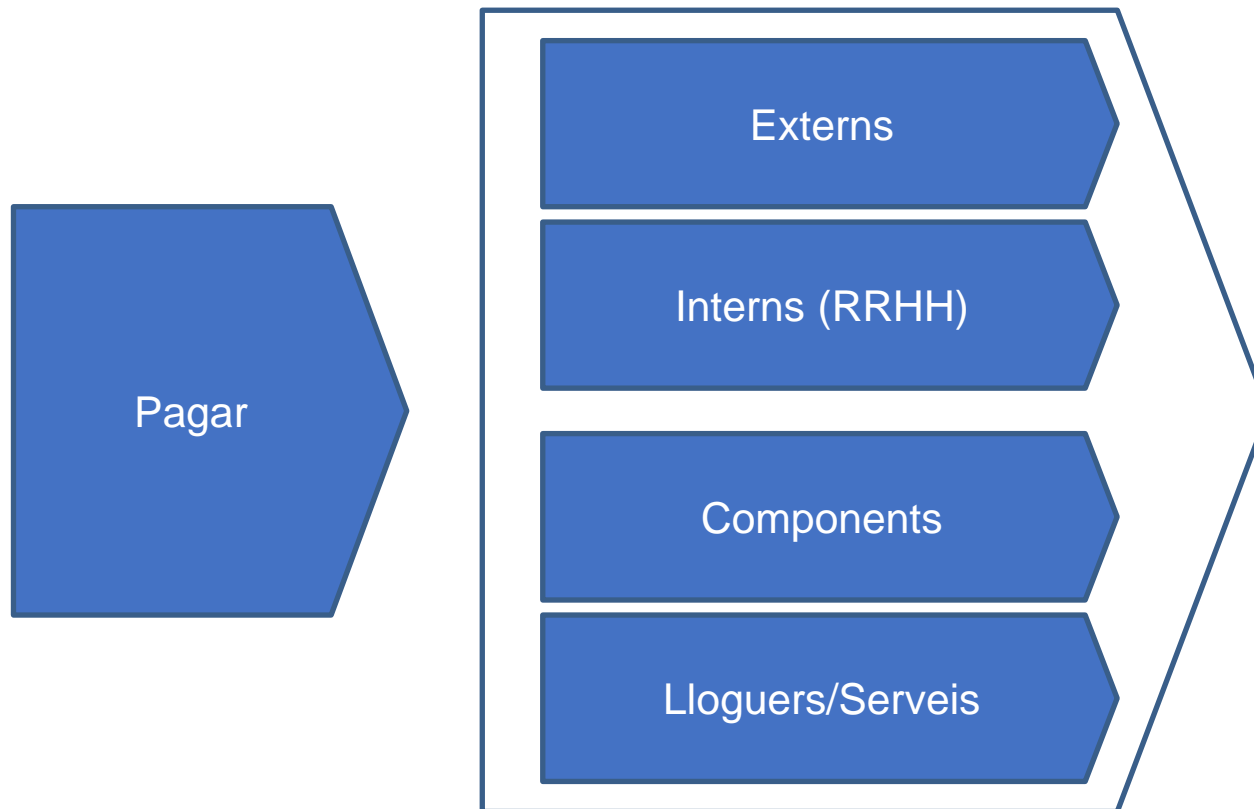 Pagar
Externs
Interns (RRHH)
Components
Lloguers/Serveis